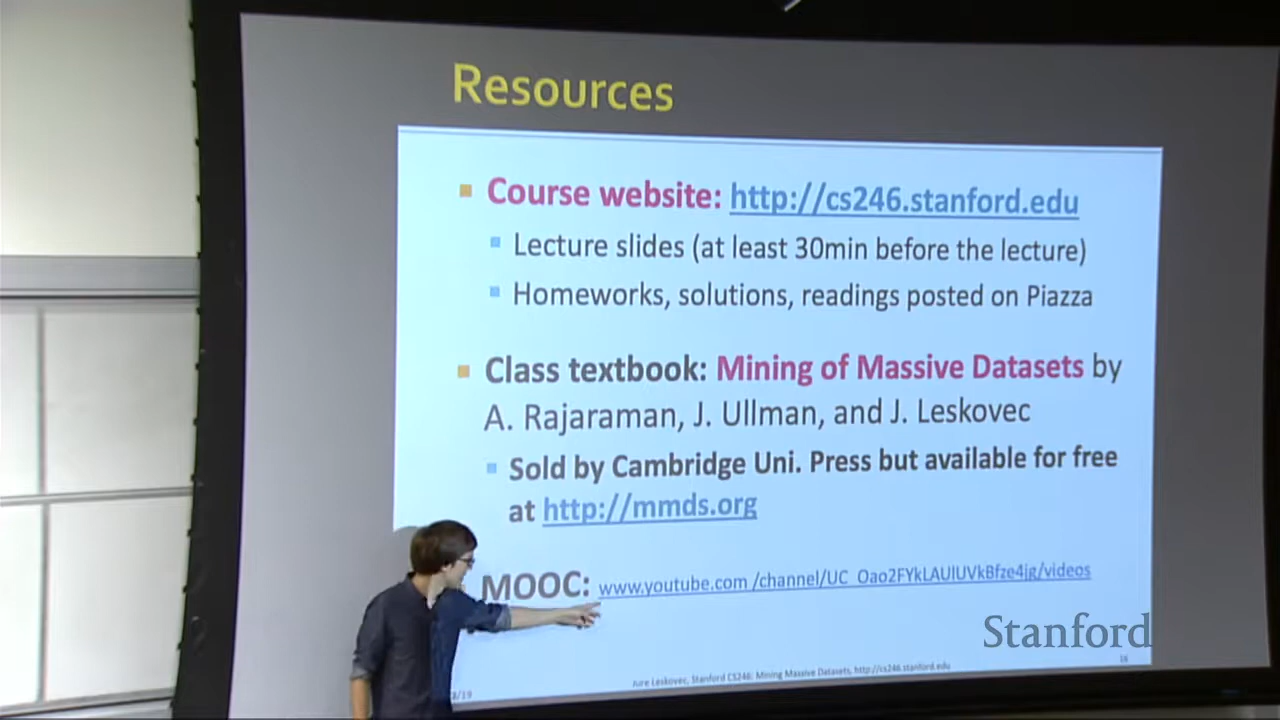 Resources
Course website: http://cs246.stanford.edu
Lecture slides (at least 30min before the lecture)
Homeworks, solutions, readings posted on Piazza
Class textbook: Mining of Massive Datasets by
A. Rajaraman, J. Ullman, and J. Leskovec
Sold by Cambridge Uni. Press but available for free
at http://mmds.org
MOOC: www.youtube.com /channel/UC_Oao2FYkLAUlUVkBfze4jg/videos
Stanford
3/19
Jure Leskovec, Stanford CS246: Mining Massive Datasets, http://cs246.stanford.edu
16